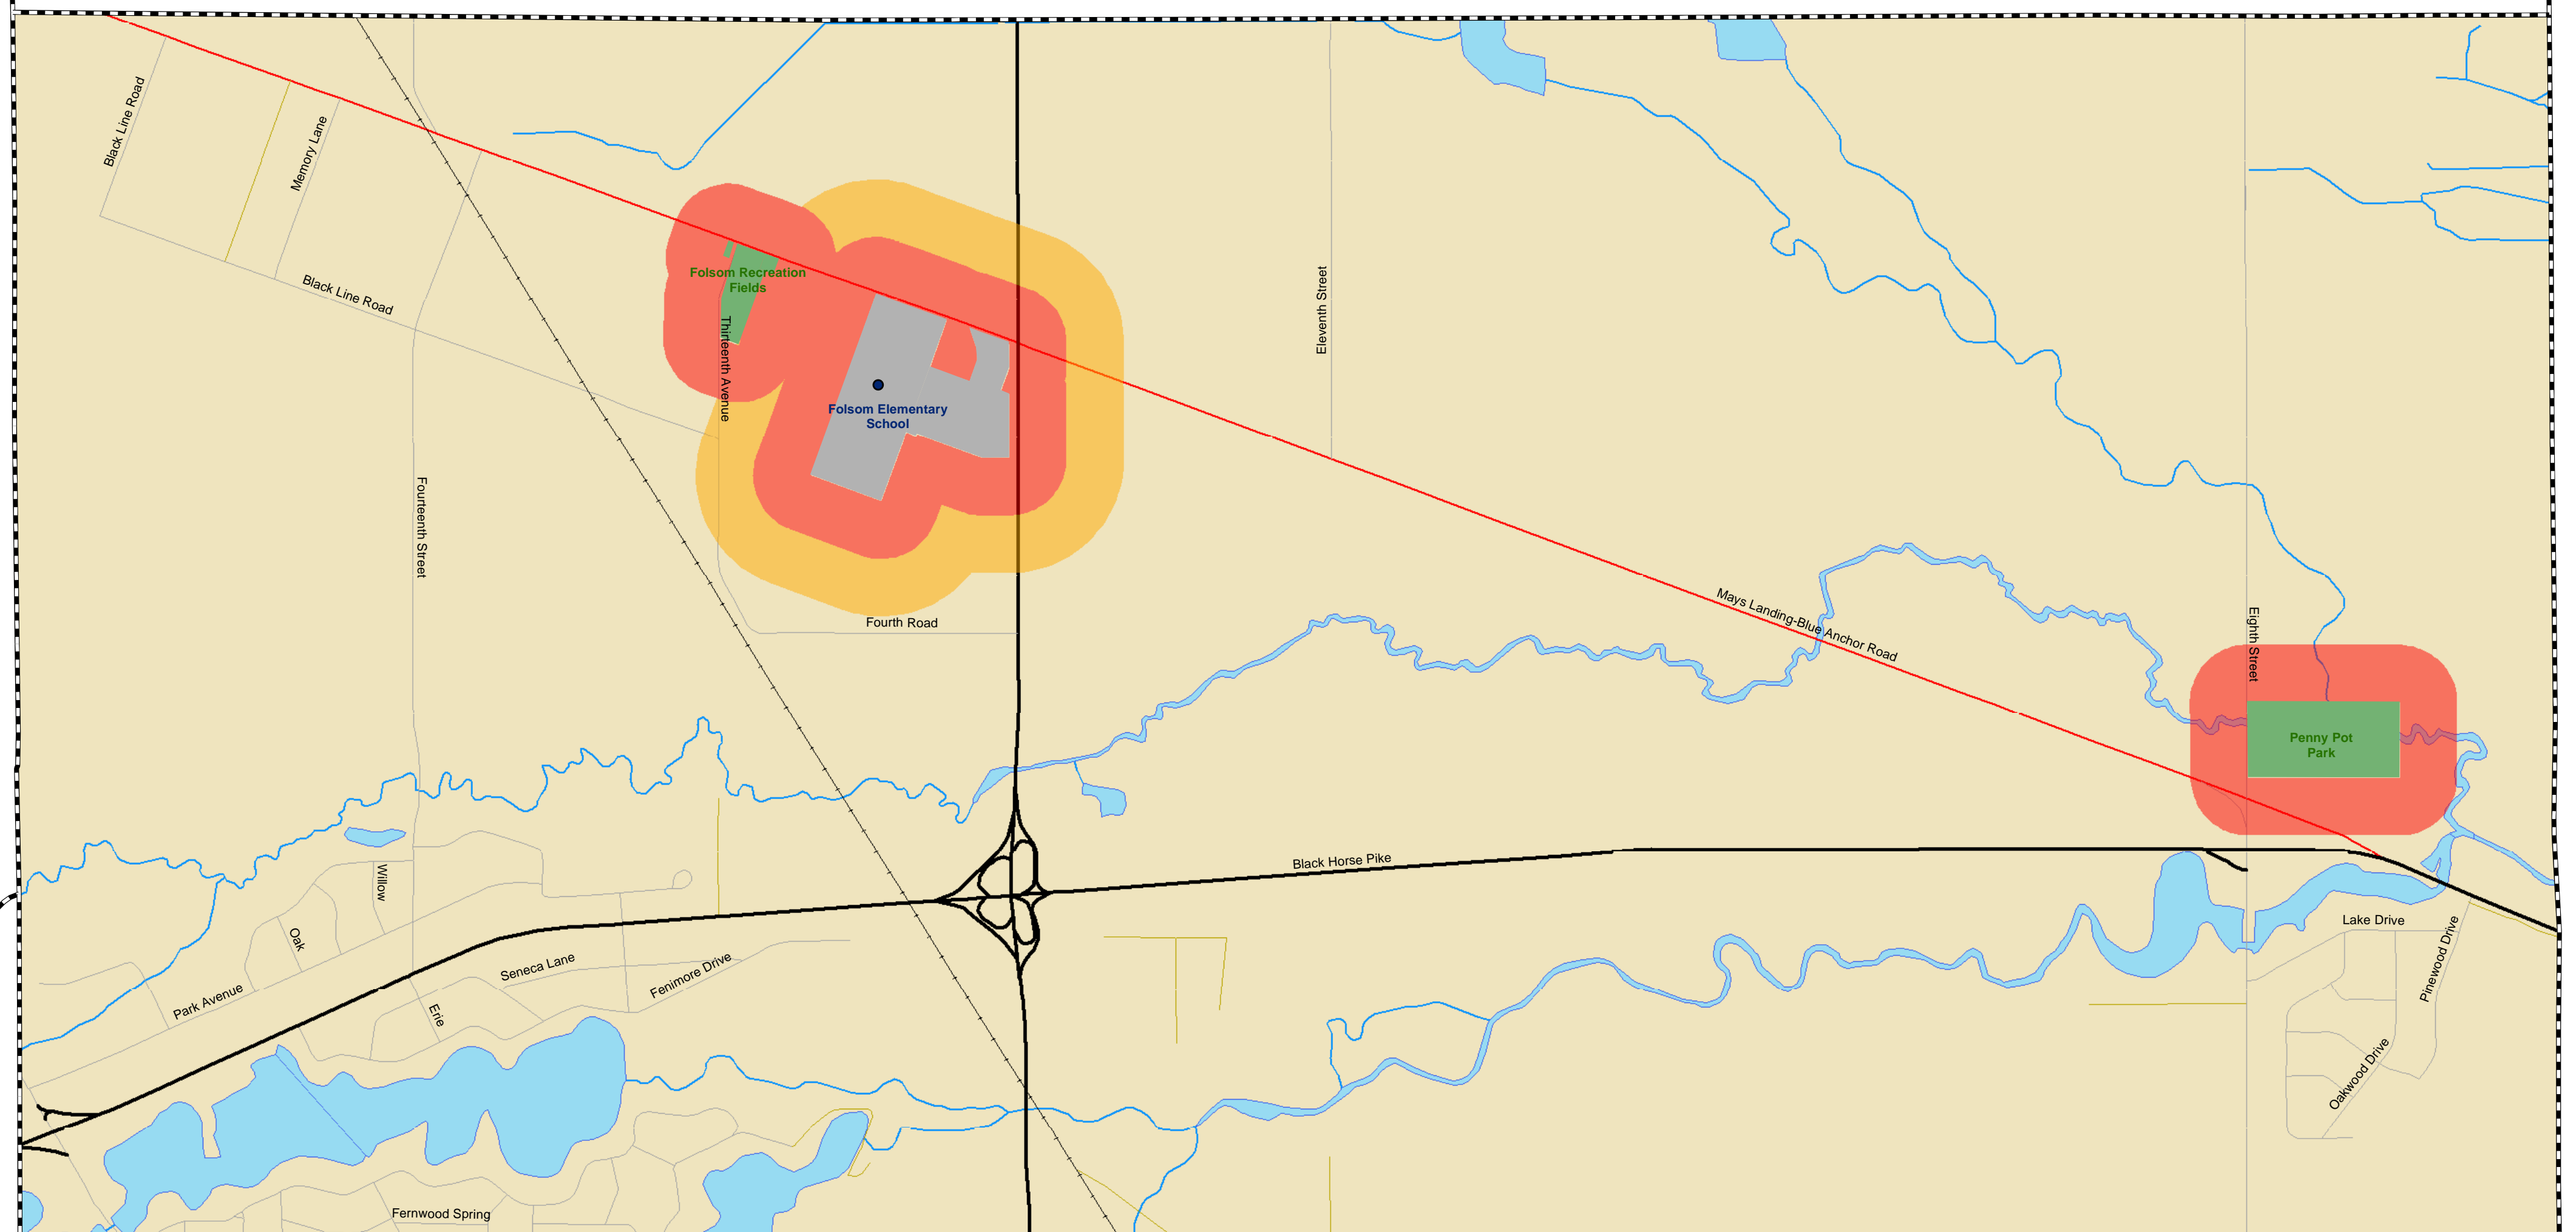 Black Line Road
Memory Lane
Black Line Road
Folsom Recreation
Fields
Thirteenth Avenue
Folsom Elementary
School
Eleventh Street
Fourteenth Street
Fourth Road
Mays Landing-Blue Anchor Road
Eighth Street
Penny Pot
Park
Black Horse Pike
Willow
Oak
Park Avenue
Erie
Seneca Lane
Fenimore Drive
Lake Drive
Pinewood Drive
Oakwood Drive
Fernwood Spring